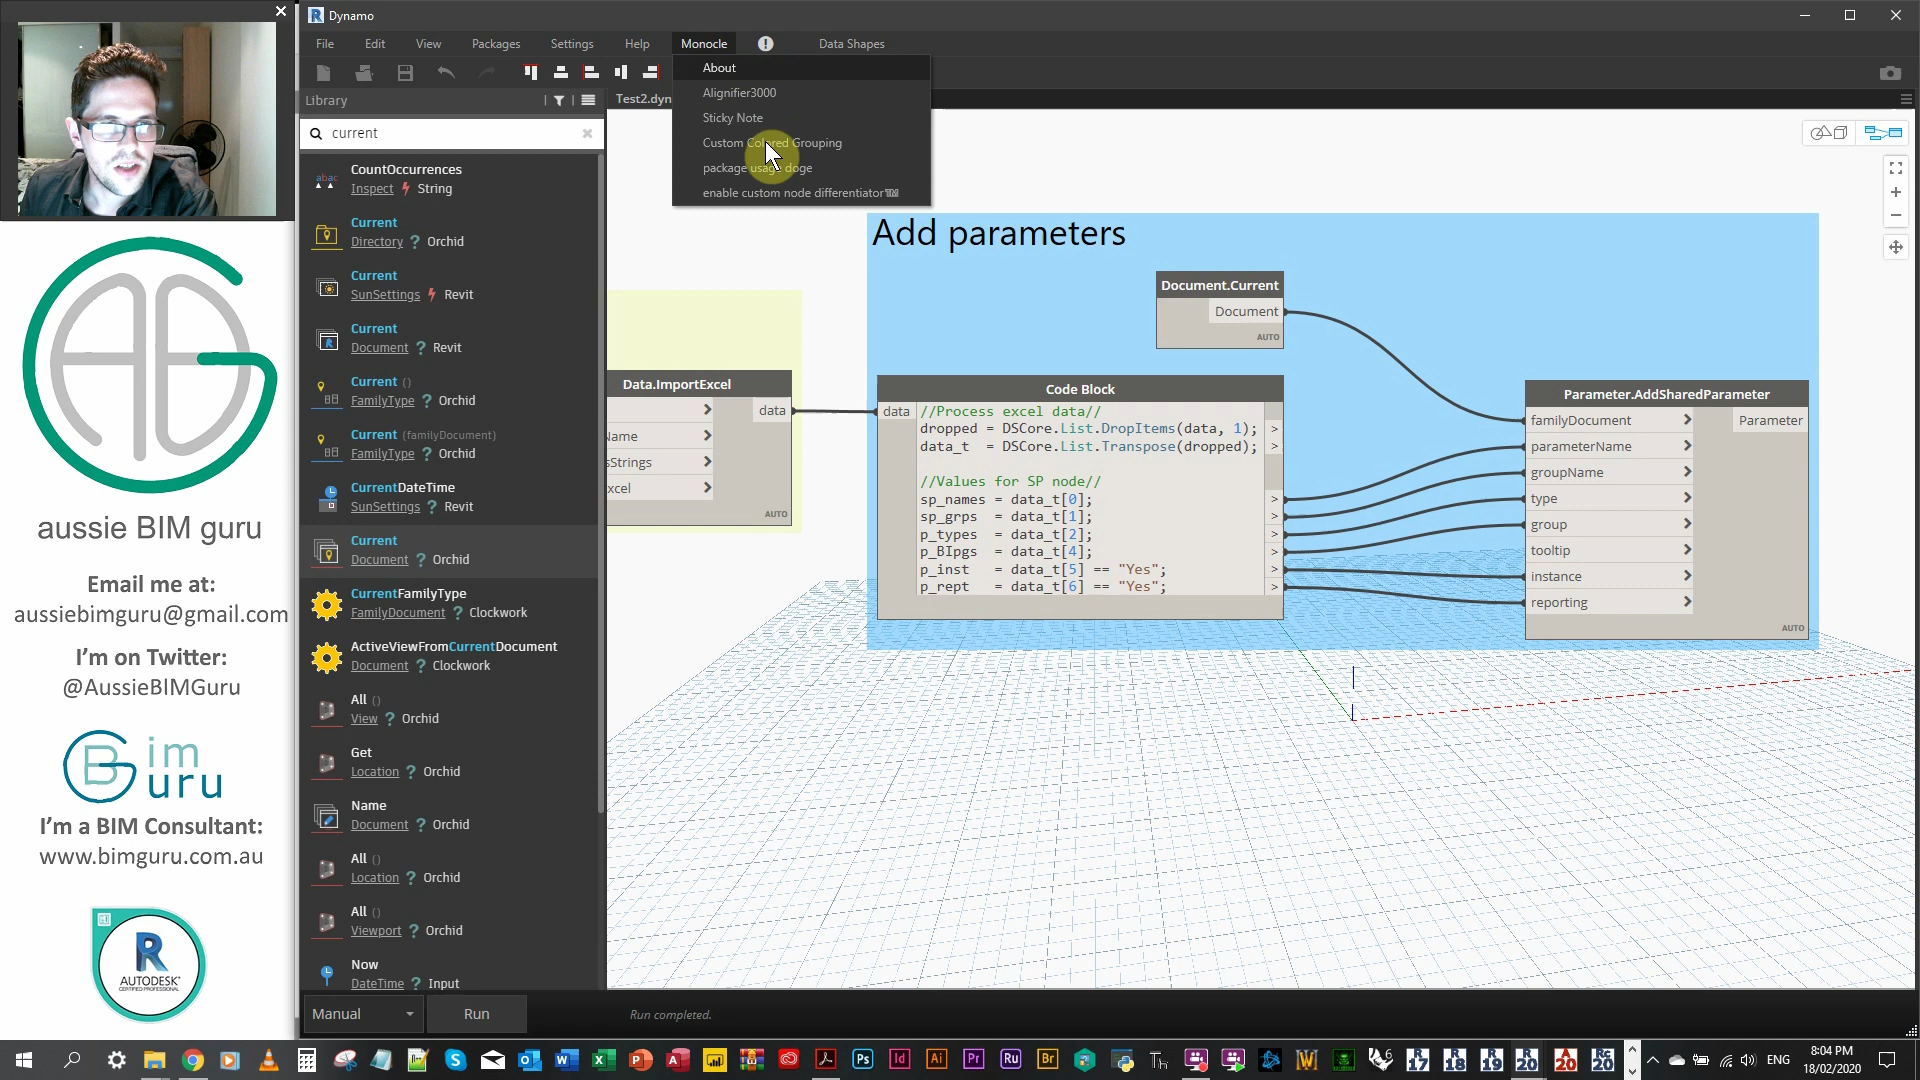 Dynamo
File Edit View Packages Settings Help Monocle Data Shapes
About
Alignifier3000
Sticky Note
Custom Colored Grouping
package usage doge
enable custom node differentiator
Library
Test2.dyn
current
CountOccurrences
Inspect String
Current
Directory ? Orchid
Current
SunSettings Revit
Current
Document ? Revit
Current ()
FamilyType ? Orchid
Current (familyDocument)
FamilyType ? Orchid
CurrentDateTime
SunSettings ? Revit
Current
Document ? Orchid
CurrentFamilyType
FamilyDocument ? Clockwork
ActiveViewFromCurrentDocument
Document ? Clockwork
All ()
View ? Orchid
Get
Location ? Orchid
Name
Document ? Orchid
All ()
Location ? Orchid
All ()
Viewport ? Orchid
Now
DateTime ? Input
Manual
Run
Run completed.
Add parameters
Document.Current
Document
AUTO
Data.ImportExcel
data
Name
sStrings
xcel
AUTO
Code Block
data
//Process excel data//
dropped = DSCore.List.DropItems(data, 1);
data_t = DSCore.List.Transpose(dropped);
//Values for SP node//
sp_names = data_t[0];
sp_grps = data_t[1];
p_types = data_t[2];
p_BIpgs = data_t[4];
p_inst = data_t[5] == "Yes";
p_rept = data_t[6] == "Yes";
Parameter.AddSharedParameter
familyDocument
Parameter
parameterName
groupName
type
group
tooltip
instance
reporting
AUTO
aussie BIM guru
Email me at:
aussiebimguru@gmail.com
I'm on Twitter:
@AussieBIMGuru
Bim
Guru
I'm a BIM Consultant:
www.bimguru.com.au
R
AUTODESK
CERTIFIED PROFESSIONAL
ENG
8:04 PM
18/02/2020